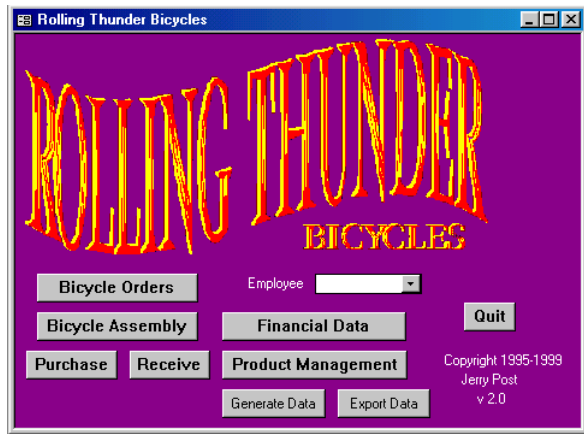 Rolling Thunder Bicycles
ROLLING THUNDER
BICYCLES
Bicycle Orders
Employee
Bicycle Assembly
Financial Data
Quit
Purchase
Receive
Product Management
Copyright 1995-1999
Jerry Post
v 2.0
Generate Data
Export Data